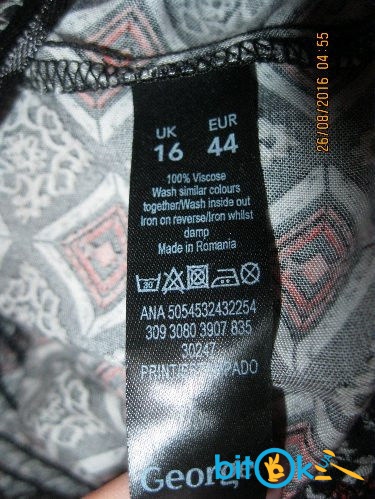 26/08/2016 04:55
UK EUR
16 44
100% Viscose
Wash similar colours
together/Wash inside out
Iron on reverse/Iron whilst
damp
Made in Romania
30
ANA 5054532432254
309 3080 3907 835
30247
bitOk